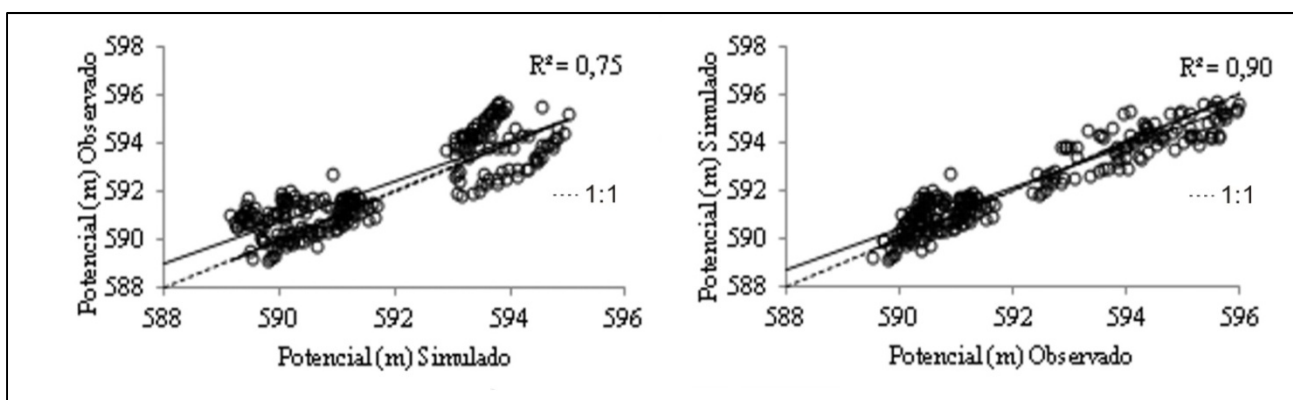 598
596
594
592
590
588
Potencial (m) Observado
R² = 0,75
···· 1:1
588 590 592 594 596
Potencial (m) Simulado
598
596
594
592
590
588
Potencial (m) Simulado
R² = 0,90
···· 1:1
588 590 592 594 596
Potencial (m) Observado